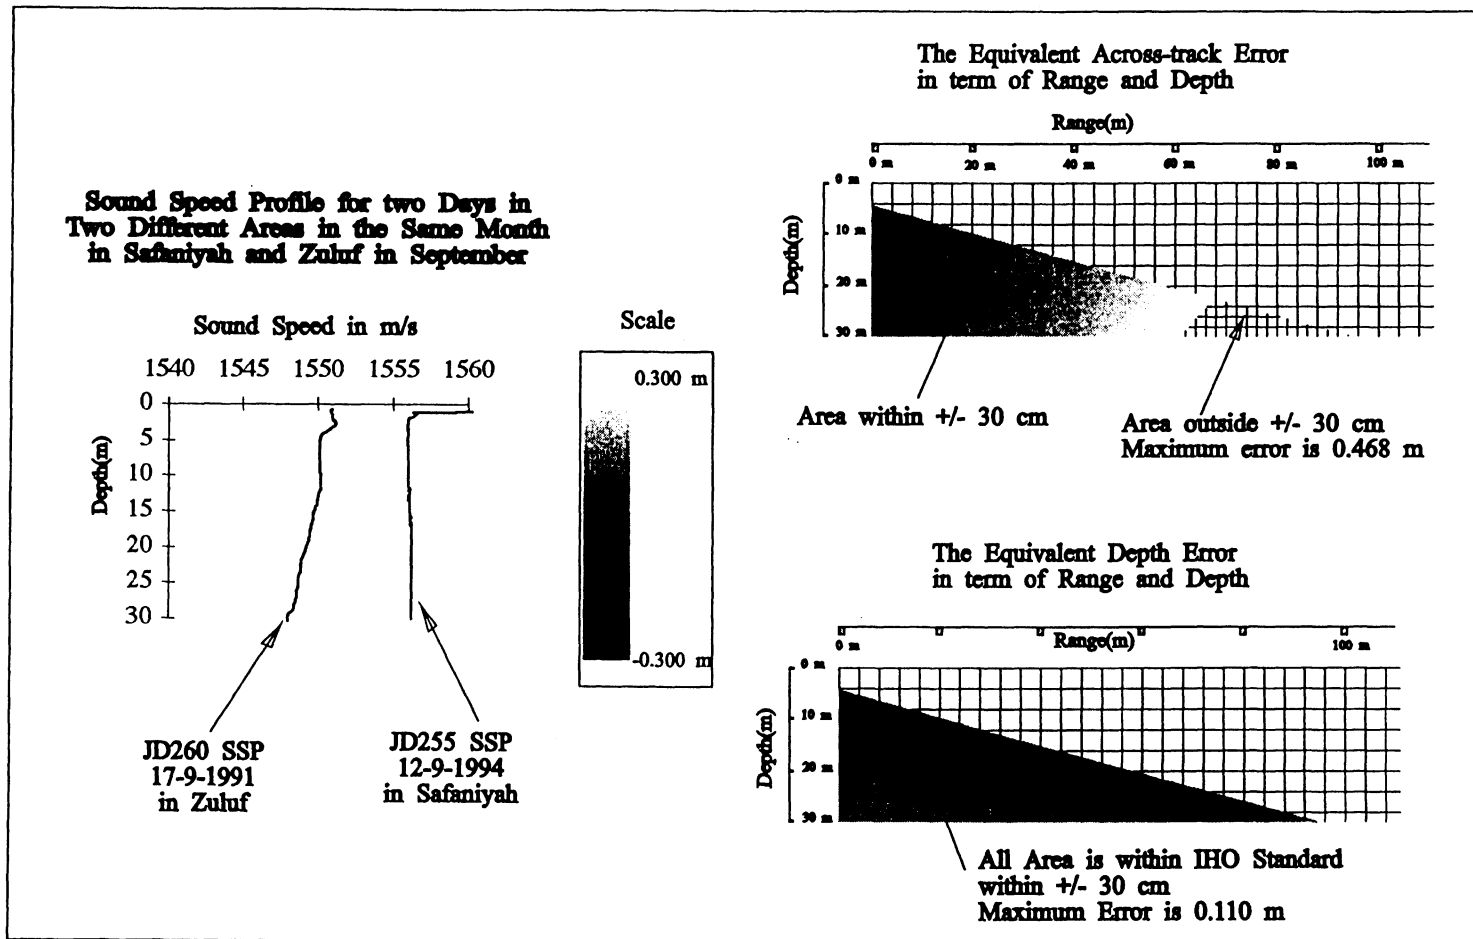 Sound Speed Profile for two Days in
Two Different Areas in the Same Month
in Safaniyah and Zuluf in September
Sound Speed in m/s
1540 1545 1550 1555 1560
Depth(m)
0
5
10
15
20
25
30
JD260 SSP
17-9-1991
in Zuluf
JD255 SSP
12-9-1994
in Safaniyah
Scale
0.300 m
-0.300 m
The Equivalent Across-track Error
in term of Range and Depth
Range(m)
0 m 20 m 40 m 60 m 80 m 100 m
Depth(m)
0 m
10 m
20 m
30 m
Area within +/- 30 cm
Area outside +/- 30 cm
Maximum error is 0.468 m
The Equivalent Depth Error
in term of Range and Depth
Range(m)
0 m 100 m
Depth(m)
0 m
10 m
20 m
30 m
All Area is within IHO Standard
within +/- 30 cm
Maximum Error is 0.110 m